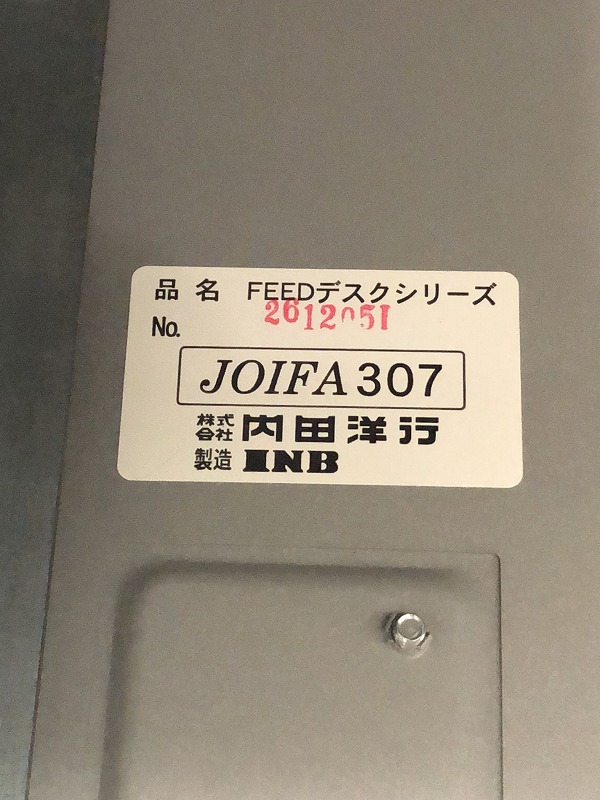 品名 FEEDデスクシリーズ
No. 2612051
JOIFA 307
株式会社 内田洋行
製造 INB